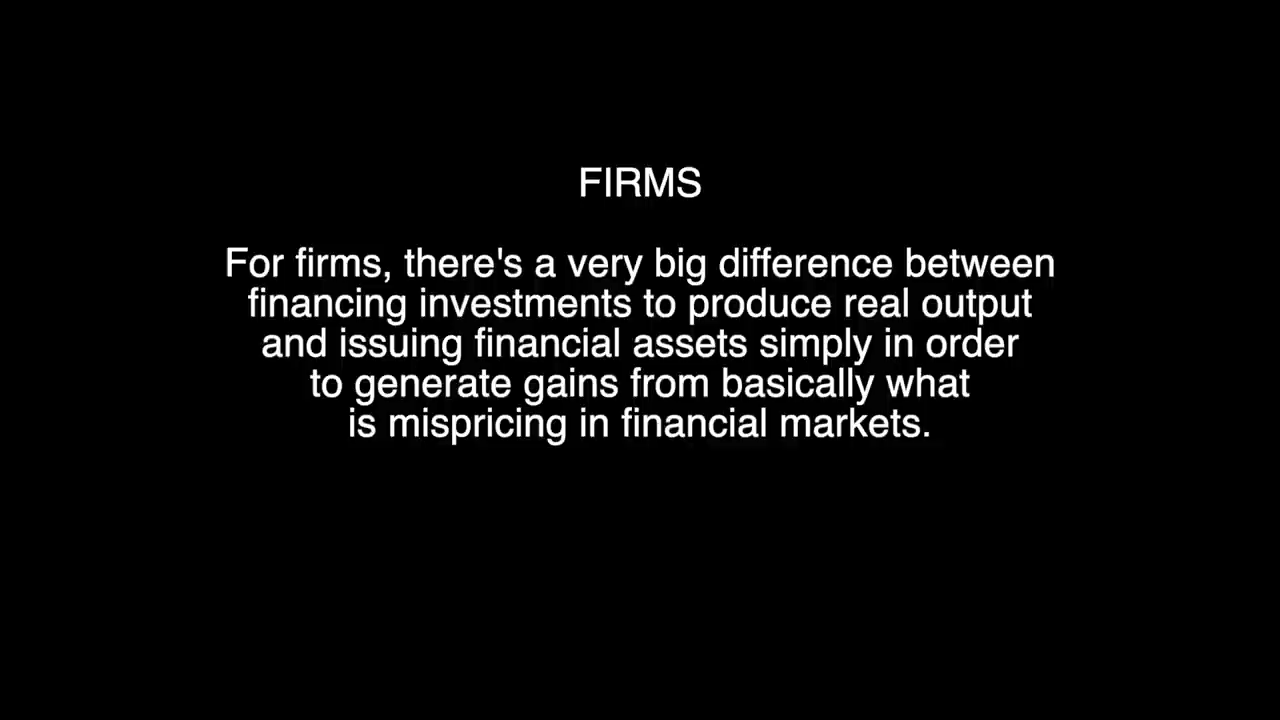 FIRMS
For firms, there's a very big difference between
financing investments to produce real output
and issuing financial assets simply in order
to generate gains from basically what
is mispricing in financial markets.